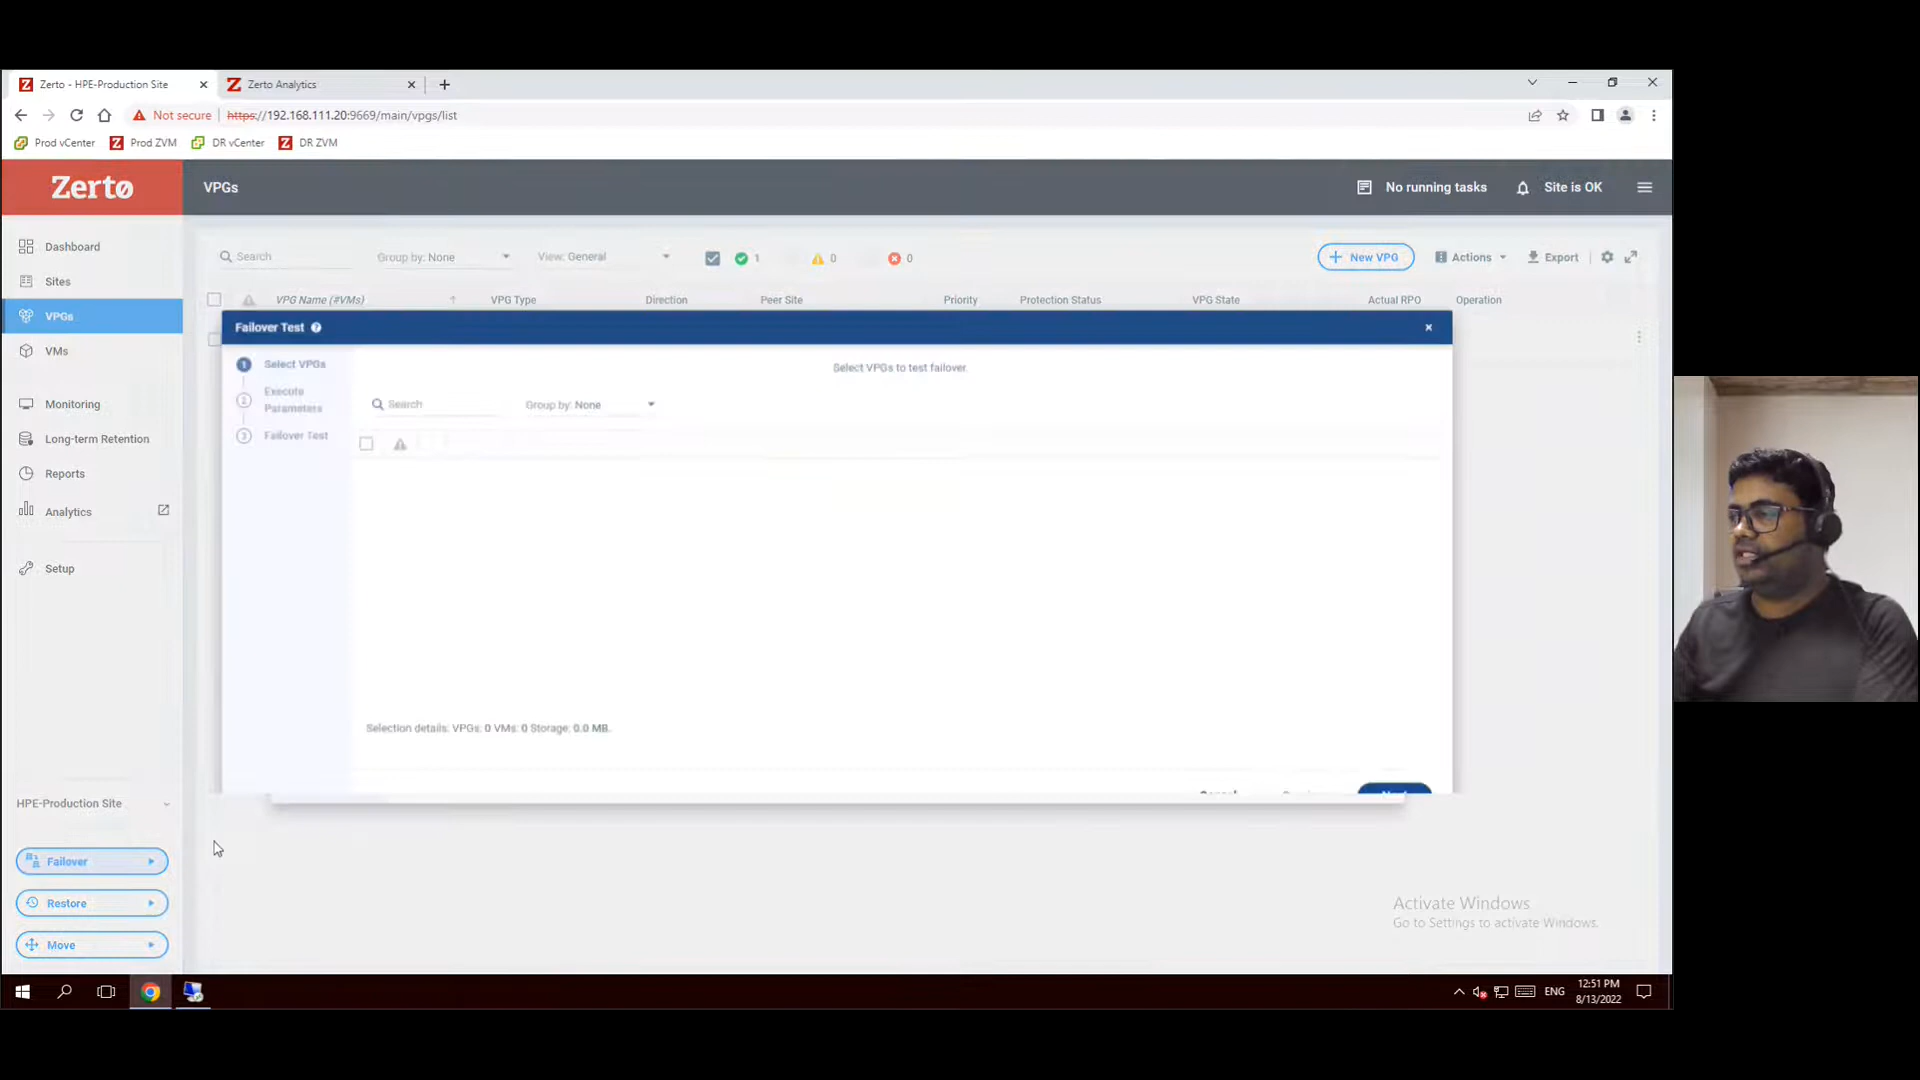 Zerto - HPE-Production Site
Zerto Analytics
Not secure https://192.168.111.20:9669/main/vpgs/list
Prod vCenter Prod ZVM DR vCenter DR ZVM
Zertø
VPGs
No running tasks
Site is OK
Dashboard
Sites
VPGs
VMs
Monitoring
Long-term Retention
Reports
Analytics
Setup
Search
Group by: None
View: General
1
0
0
New VPG
Actions
Export
VPG Name (#VMs) VPG Type Direction Peer Site Priority Protection Status VPG State Actual RPO Operation
Failover Test
1 Select VPGs
2 Execute Parameters
3 Failover Test
Select VPGs to test failover.
Search
Group by: None
Selection details: VPGs: 0 VMs: 0 Storage: 0.0 MB.
HPE-Production Site
Failover
Restore
Move
Activate Windows
Go to Settings to activate Windows.
ENG
12:51 PM
8/13/2022